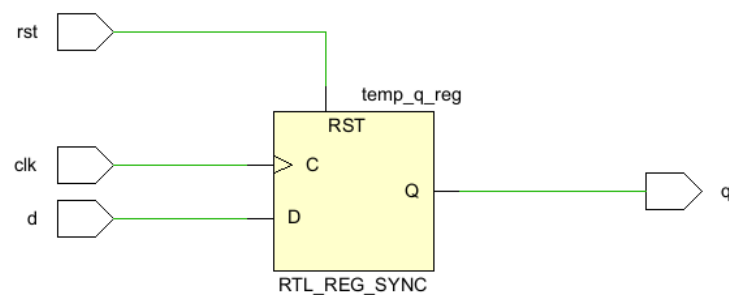 rst
temp_q_reg
RST
clk
C
Q
q
d
D
RTL_REG_SYNC